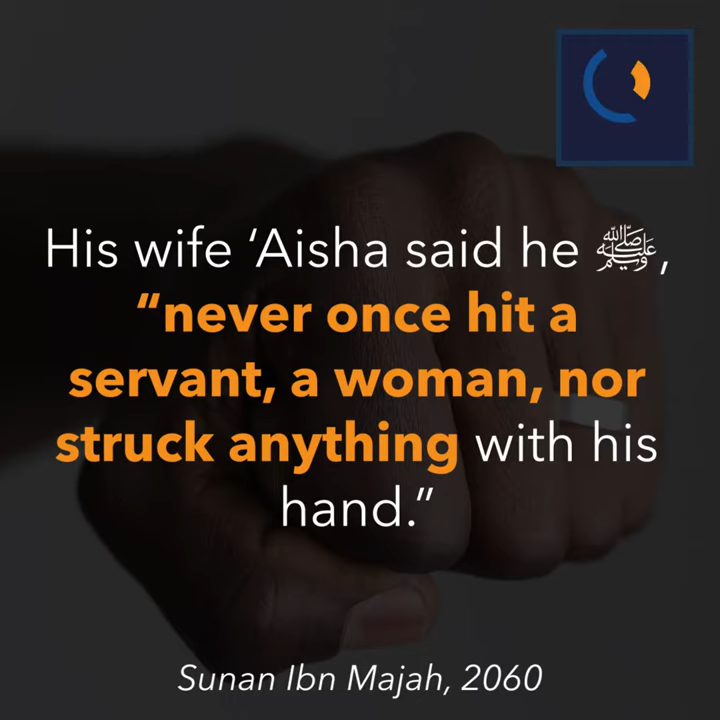 His wife ‘Aisha said he ﷺ,
“never once hit a
servant, a woman, nor
struck anything with his
hand.”
Sunan Ibn Majah, 2060